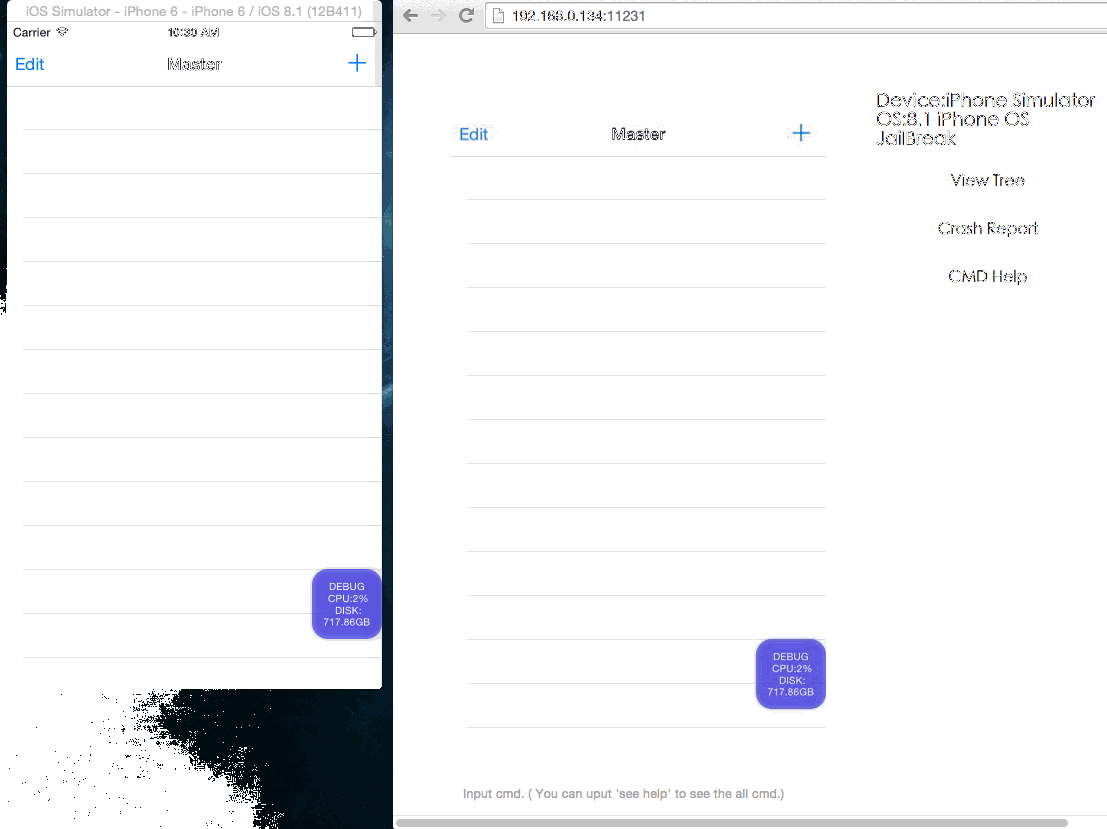 iOS Simulator - iPhone 6 - iPhone 6 / iOS 8.1 (12B411)
Carrier 10:30 AM
Edit Master +
DEBUG
CPU:2%
DISK:
717.86GB
192.168.0.134:11231
Edit Master +
DEBUG
CPU:2%
DISK:
717.86GB
Input cmd. ( You can uput 'see help' to see the all cmd.)
Device:iPhone Simulator
OS:8.1 iPhone OS
JailBreak
View Tree
Crash Report
CMD Help